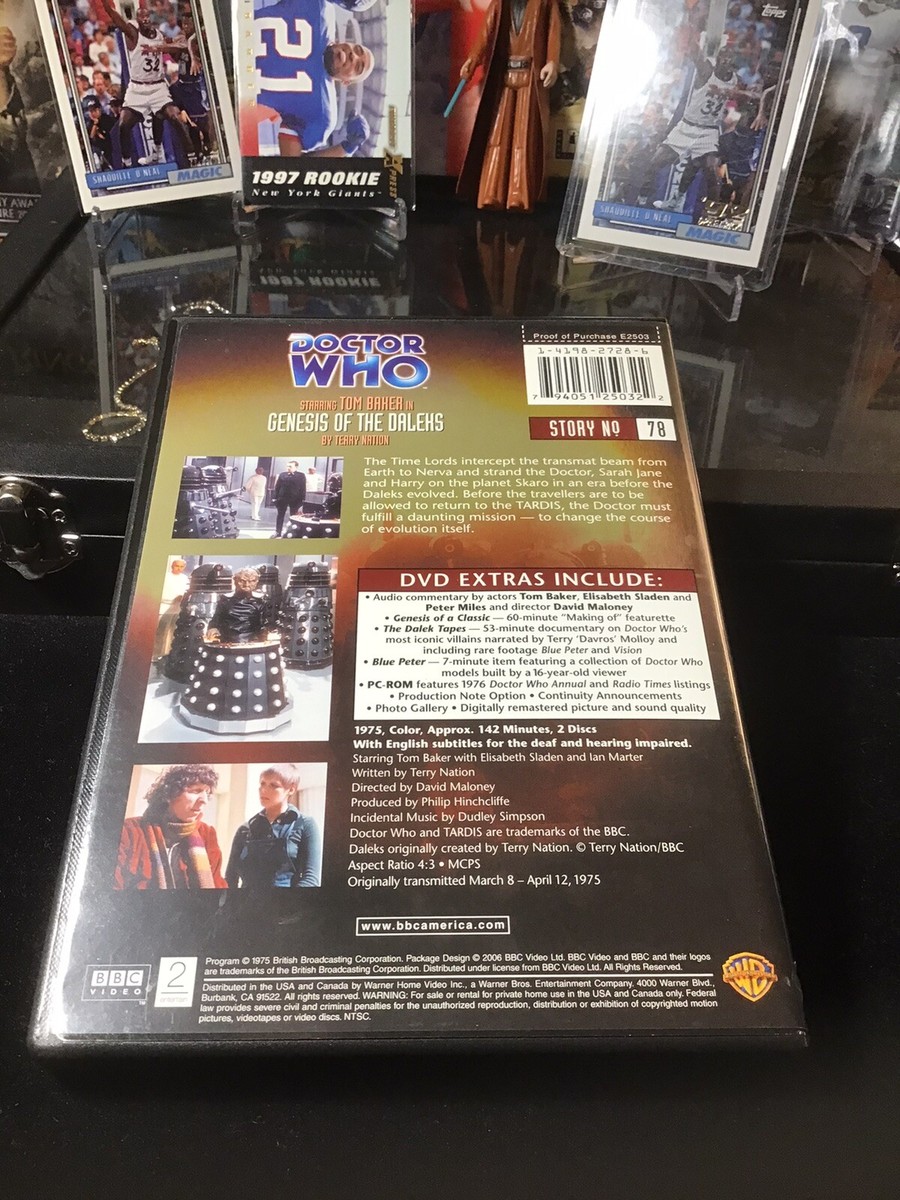 32
SHAQUILLE O'NEAL
MAGIC
21
1997 ROOKIE
New York Giants
XPRESS
Topps
32
SHAQUILLE O'NEAL
MAGIC
DOCTOR
WHO
STARRING TOM BAKER IN
GENESIS OF THE DALEKS
BY TERRY NATION
Proof of Purchase E2503
1-4198-2728-6
7 94051 25032 2
STORY Nº 78
The Time Lords intercept the transmat beam from
Earth to Nerva and strand the Doctor, Sarah Jane
and Harry on the planet Skaro in an era before the
Daleks evolved. Before the travellers are to be
allowed to return to the TARDIS, the Doctor must
fulfill a daunting mission — to change the course
of evolution itself.
DVD EXTRAS INCLUDE:
• Audio commentary by actors Tom Baker, Elisabeth Sladen and
Peter Miles and director David Maloney
• Genesis of a Classic — 60-minute "Making of" featurette
• The Dalek Tapes — 53-minute documentary on Doctor Who's
most iconic villains narrated by Terry 'Davros' Molloy and
including rare footage Blue Peter and Vision
• Blue Peter — 7-minute item featuring a collection of Doctor Who
models built by a 16-year-old viewer
• PC-ROM features 1976 Doctor Who Annual and Radio Times listings
• Production Note Option • Continuity Announcements
• Photo Gallery • Digitally remastered picture and sound quality
1975, Color, Approx. 142 Minutes, 2 Discs
With English subtitles for the deaf and hearing impaired.
Starring Tom Baker with Elisabeth Sladen and Ian Marter
Written by Terry Nation
Directed by David Maloney
Produced by Philip Hinchcliffe
Incidental Music by Dudley Simpson
Doctor Who and TARDIS are trademarks of the BBC.
Daleks originally created by Terry Nation. © Terry Nation/BBC
Aspect Ratio 4:3 • MCPS
Originally transmitted March 8 – April 12, 1975
www.bbcamerica.com
BBC
VIDEO
2
entertain
Program © 1975 British Broadcasting Corporation. Package Design © 2006 BBC Video Ltd. BBC Video and BBC and their logos
are trademarks of the British Broadcasting Corporation. Distributed under license from BBC Video Ltd. All Rights Reserved.
Distributed in the USA and Canada by Warner Home Video Inc., a Warner Bros. Entertainment Company. 4000 Warner Blvd.,
Burbank, CA 91522. All rights reserved. WARNING: For sale or rental for private home use in the USA and Canada only. Federal
law provides severe civil and criminal penalties for the unauthorized reproduction, distribution or exhibition of copyrighted motion
pictures, videotapes or video discs. NTSC.
WB